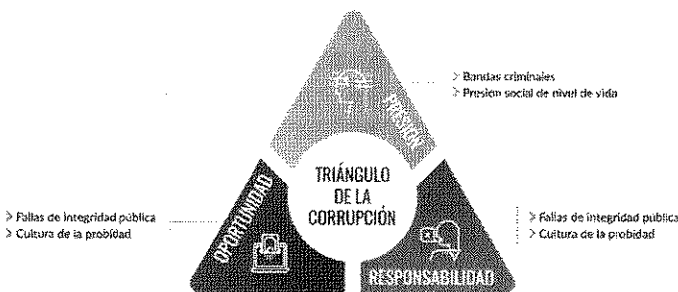 > Bandas criminales
> Presion social de nivel de vida
PRESIÓN
TRIÁNGULO
DE LA
CORRUPCIÓN
OPORTUNIDAD
> Fallas de integridad pública
> Cultura de la probidad
> Fallas de integridad pública
> Cultura de la probidad
RESPONSABILIDAD